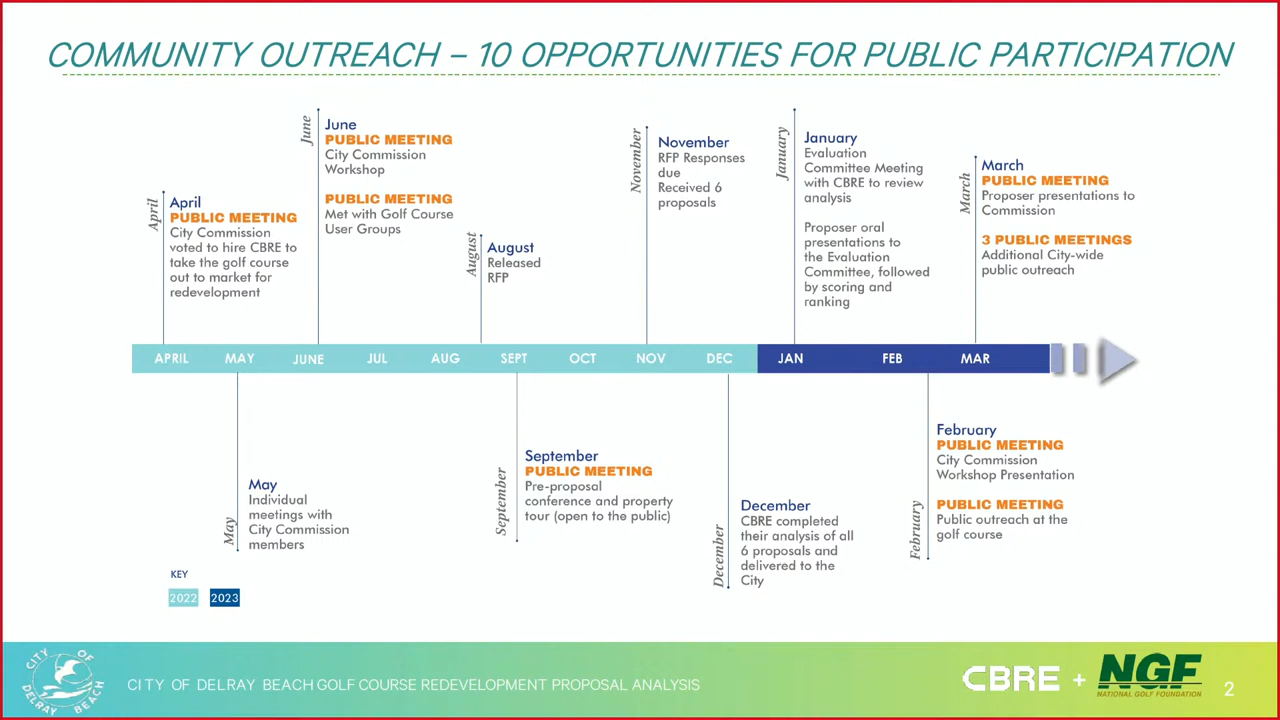 COMMUNITY OUTREACH – 10 OPPORTUNITIES FOR PUBLIC PARTICIPATION
April
April
PUBLIC MEETING
City Commission
voted to hire CBRE to
take the golf course
out to market for
redevelopment
June
June
PUBLIC MEETING
City Commission
Workshop
PUBLIC MEETING
Met with Golf Course
User Groups
August
August
Released
RFP
November
November
RFP Responses
due
Received 6
proposals
January
January
Evaluation
Committee Meeting
with CBRE to review
analysis
Proposer oral
presentations to
the Evaluation
Committee, followed
by scoring and
ranking
March
March
PUBLIC MEETING
Proposer presentations to
Commission
3 PUBLIC MEETINGS
Additional City-wide
public outreach
APRIL MAY JUNE JUL AUG SEPT OCT NOV DEC JAN FEB MAR
May
May
Individual
meetings with
City Commission
members
September
September
PUBLIC MEETING
Pre-proposal
conference and property
tour (open to the public)
December
December
CBRE completed
their analysis of all
6 proposals and
delivered to the
City
February
February
PUBLIC MEETING
City Commission
Workshop Presentation
PUBLIC MEETING
Public outreach at the
golf course
KEY
2022 2023
CITY OF DELRAY BEACH
CITY OF DELRAY BEACH GOLF COURSE REDEVELOPMENT PROPOSAL ANALYSIS
CBRE + NGF
NATIONAL GOLF FOUNDATION
2